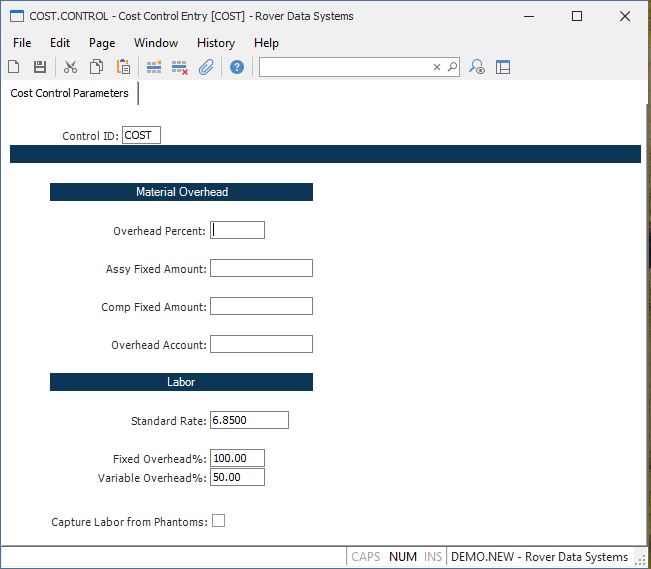 COST.CONTROL - Cost Control Entry [COST] - Rover Data Systems
File Edit Page Window History Help
Cost Control Parameters
Control ID: COST
Material Overhead
Overhead Percent:
Assy Fixed Amount:
Comp Fixed Amount:
Overhead Account:
Labor
Standard Rate: 6.8500
Fixed Overhead%: 100.00
Variable Overhead%: 50.00
Capture Labor from Phantoms:
CAPS NUM INS DEMO.NEW - Rover Data Systems